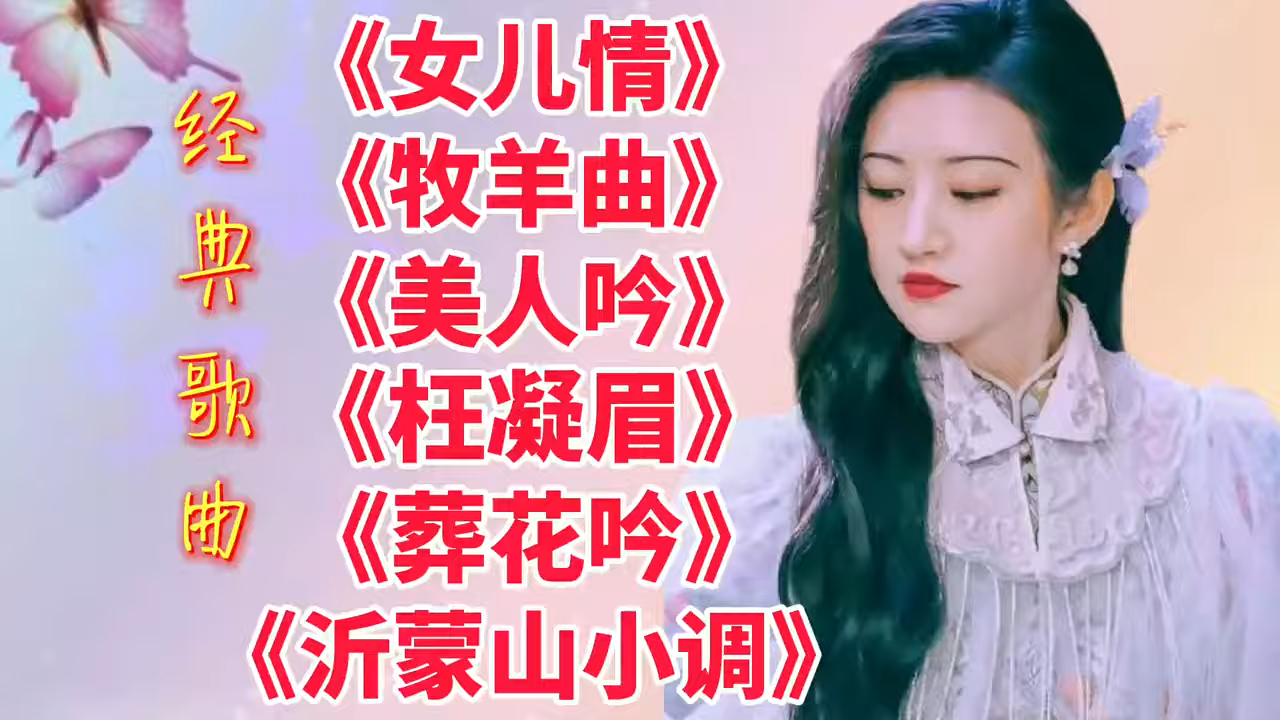 经典歌曲
《女儿情》
《牧羊曲》
《美人吟》
《枉凝眉》
《葬花吟》
《沂蒙山小调》